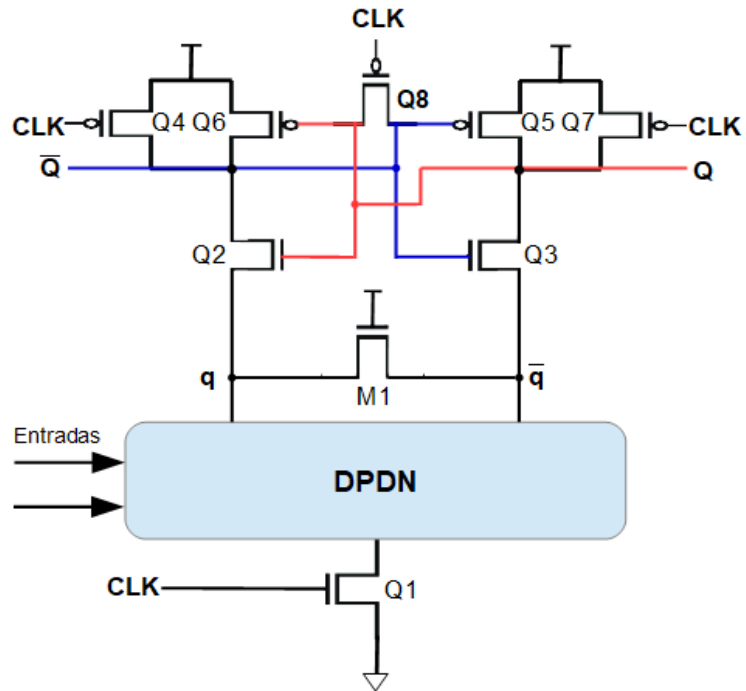 CLK
Q8
CLK Q4 Q6 Q5 Q7 CLK
Q̅ Q
Q2 Q3
q q̅
M1
Entradas
DPDN
CLK Q1